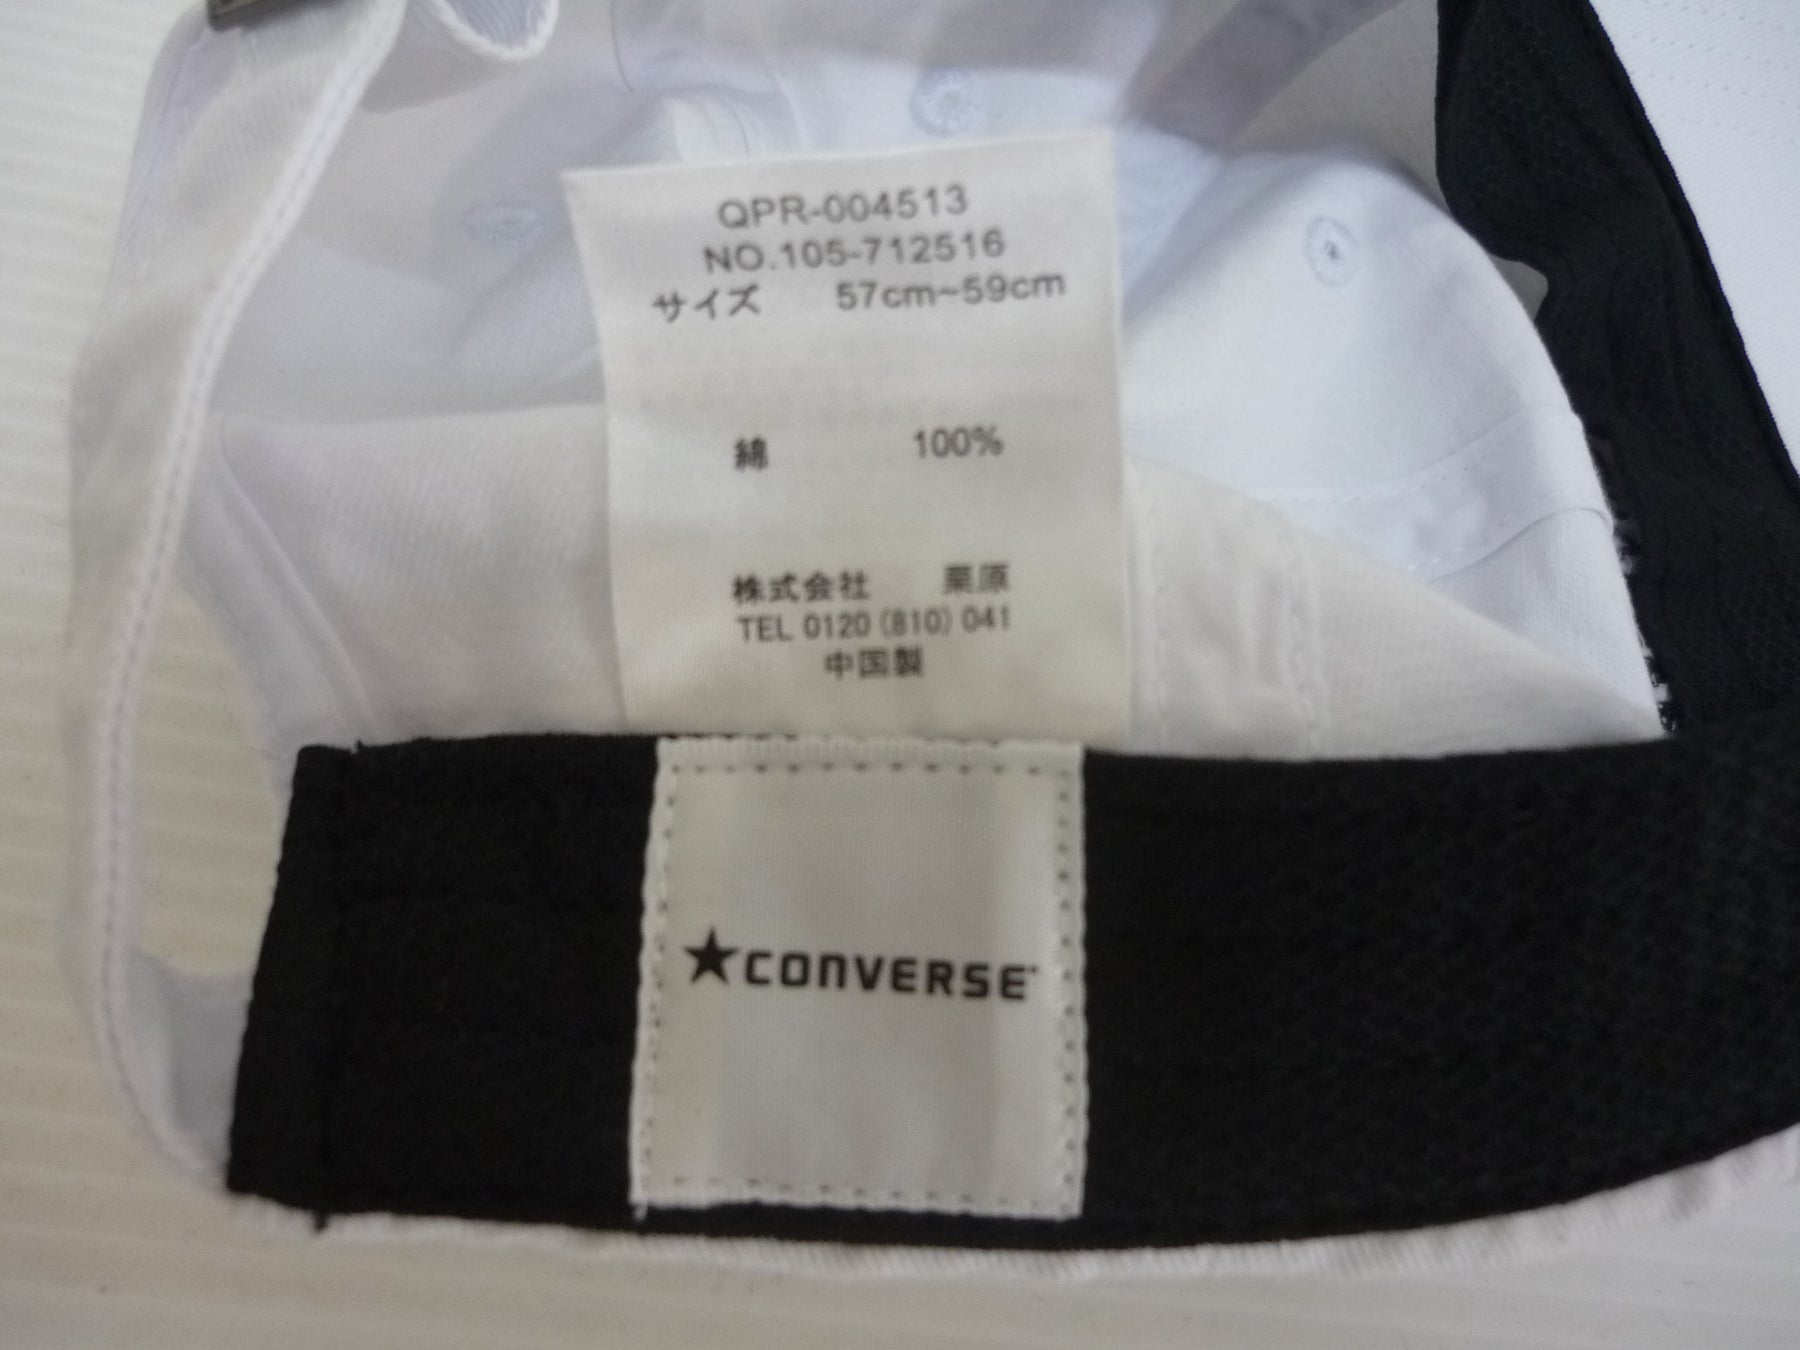 QPR-004513
NO.105-712516
サイズ 57cm~59cm
綿 100%
株式会社 栗原
TEL 0120 (810) 041
中国製
★CONVERSE